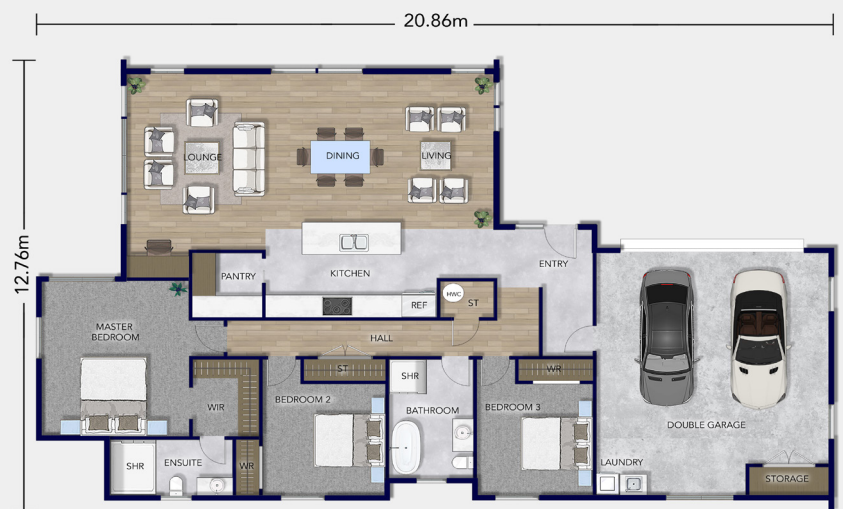 20.86m
12.76m
LOUNGE
DINING
LIVING
PANTRY
KITCHEN
ENTRY
REF
HWC
ST
MASTER
BEDROOM
HALL
ST
SHR
WR
WIR
BEDROOM 2
BATHROOM
BEDROOM 3
DOUBLE GARAGE
SHR
ENSUITE
WR
LAUNDRY
STORAGE